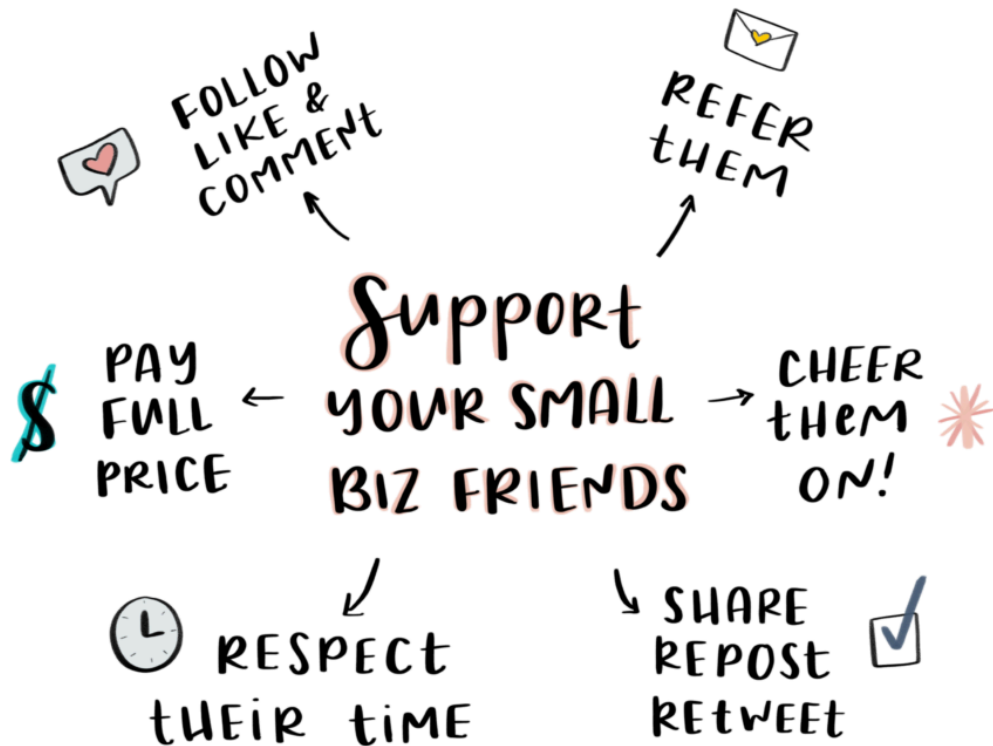 FOLLOW
LIKE &
COMMENT
REFER
tHEM
Support
YOUR SMALL
BIZ FRIENDS
PAY
FULL
PRICE
$
CHEER
tHeM
ON!
RESPECt
tHEiR tiME
SHARE
REPOSt
REtWEEt